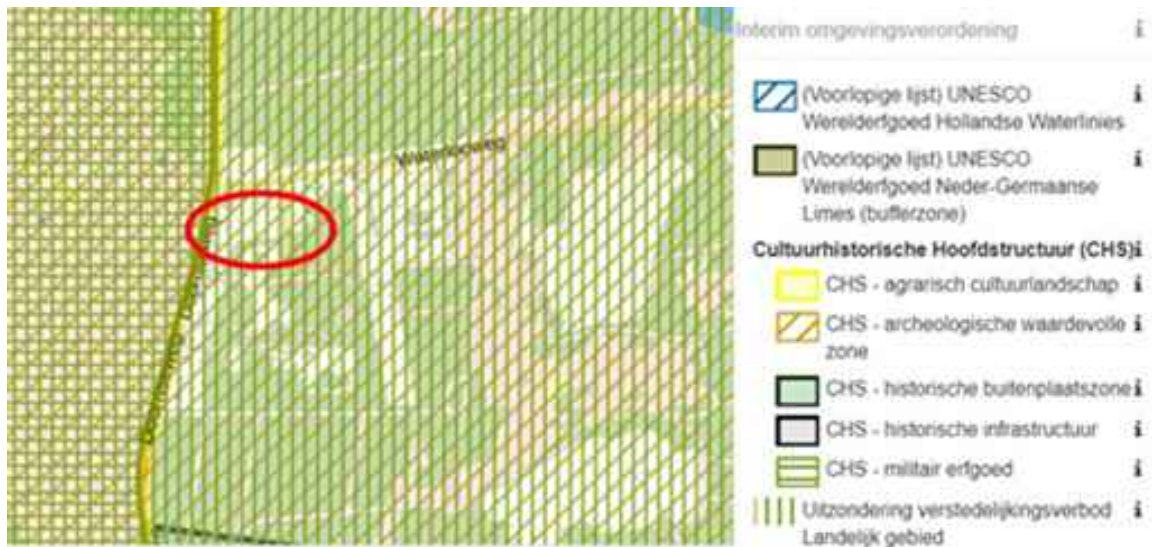 Interim omgevingsverordening i
(Voorlopige lijst) UNESCO i
Werelderfgoed Hollandse Waterlinies
(Voorlopige lijst) UNESCO i
Werelderfgoed Neder-Germaanse
Limes (bufferzone)
Cultuurhistorische Hoofdstructuur (CHS) i
CHS - agrarisch cultuurlandschap i
CHS - archeologische waardevolle i
zone
CHS - historische buitenplaatszone i
CHS - historische infrastructuur i
CHS - militair erfgoed i
Uitzondering verstedelijkingsverbod i
Landelijk gebied
Waterlooweg